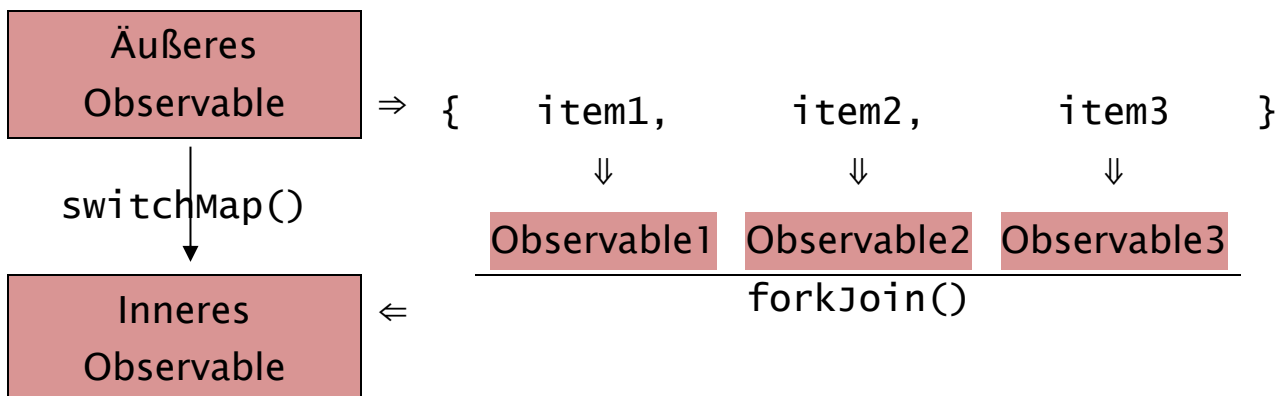 Äußeres
Observable ⇒ { item1, item2, item3 }
⇓ ⇓ ⇓
switchMap()
Observable1 Observable2 Observable3
forkJoin()
Inneres ⇐
Observable